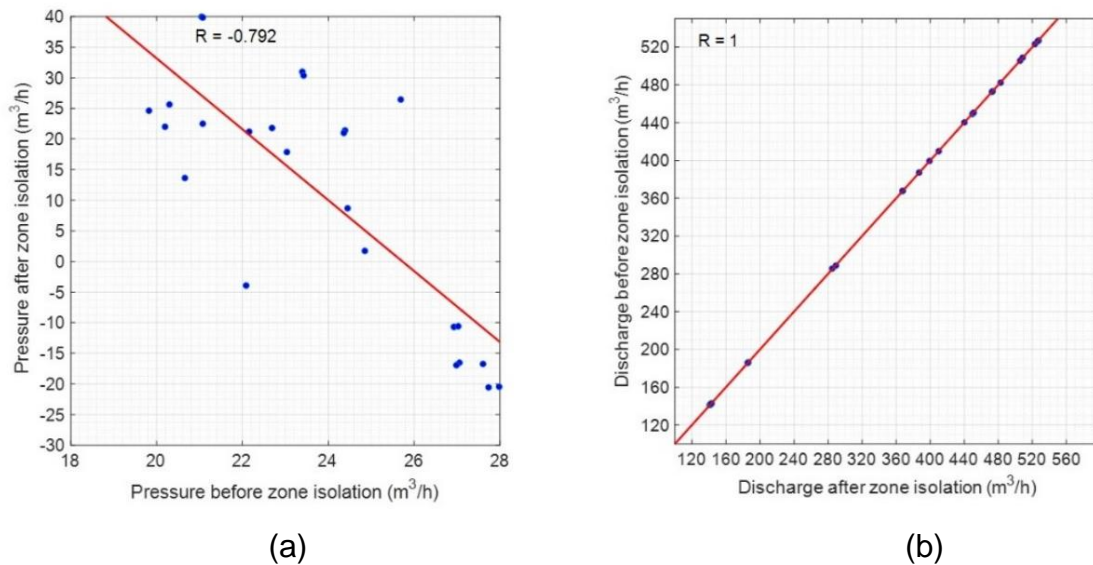 R = -0.792
40
35
30
25
20
15
10
5
0
-5
-10
-15
-20
-25
-30
18 20 22 24 26 28
Pressure after zone isolation (m³/h)
Pressure before zone isolation (m³/h)
(a)
R = 1
520
480
440
400
360
320
280
240
200
160
120
120 160 200 240 280 320 360 400 440 480 520 560
Discharge before zone isolation (m³/h)
Discharge after zone isolation (m³/h)
(b)